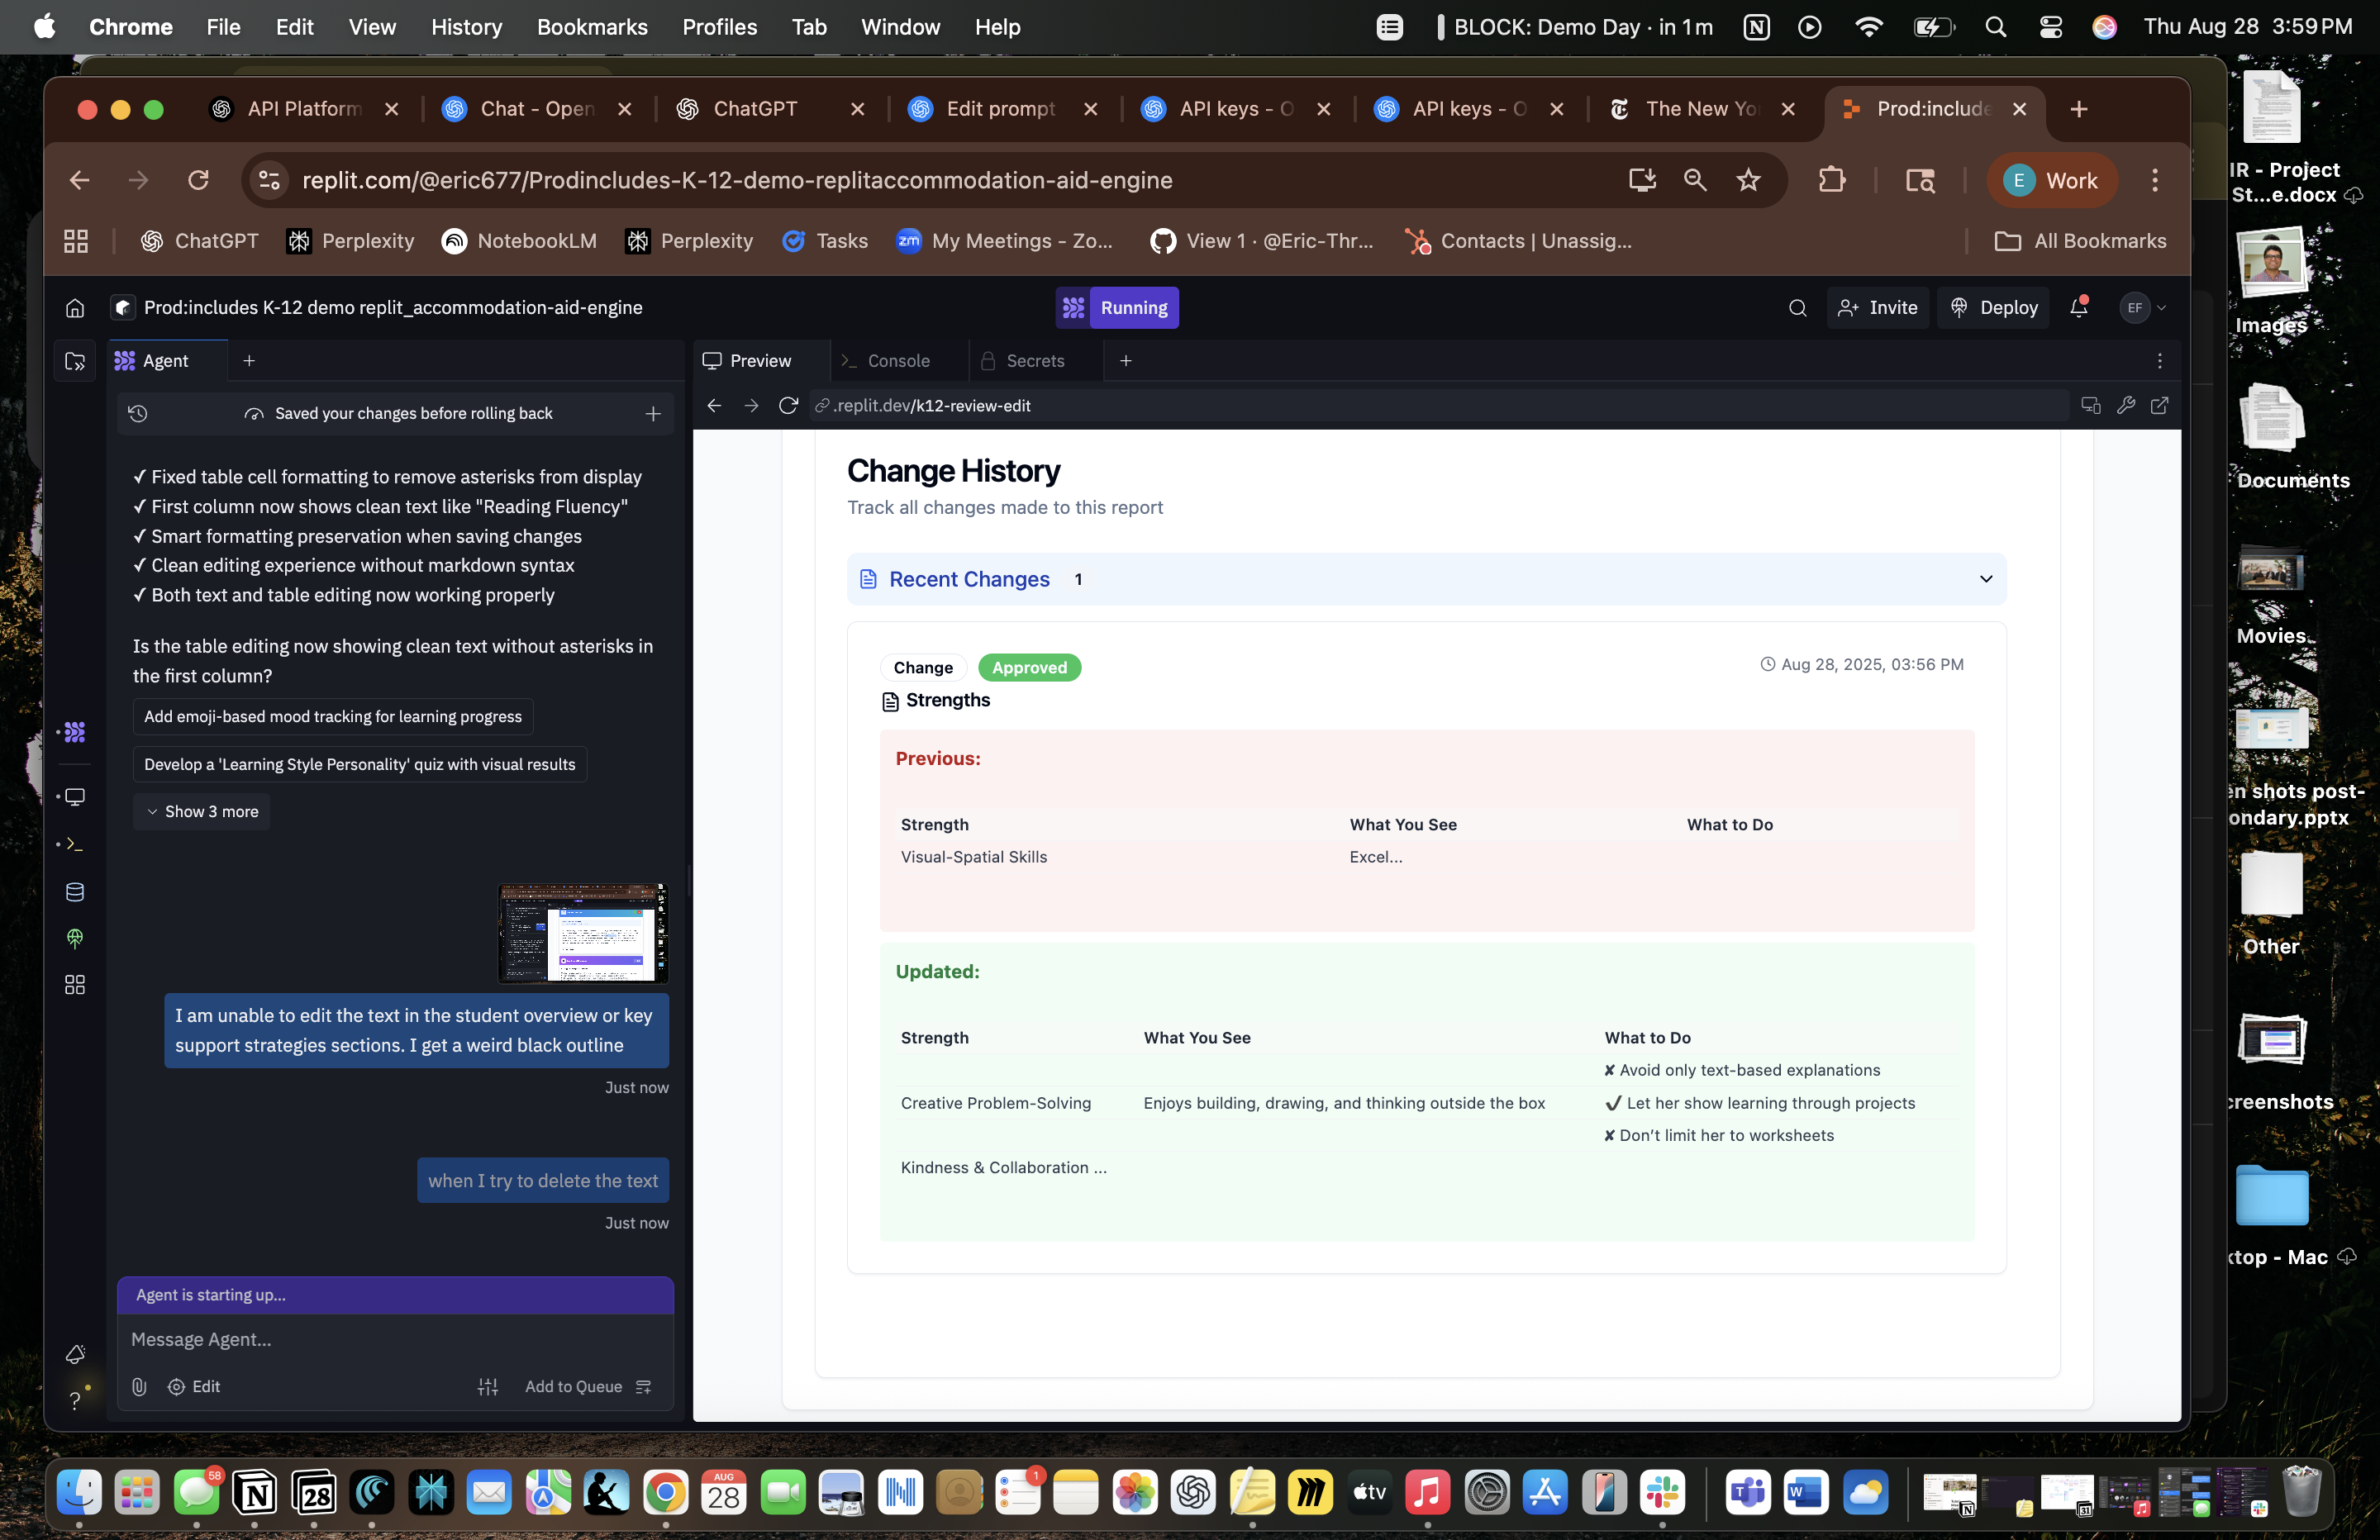 Chrome File Edit View History Bookmarks Profiles Tab Window Help
BLOCK: Demo Day · in 1 m
Thu Aug 28 3:59 PM
API Platform
Chat - Open
ChatGPT
Edit prompt
API keys - O
API keys - O
The New Yo
Prod:include
replit.com/@eric677/Prodincludes-K-12-demo-replitaccommodation-aid-engine
E Work
ChatGPT
Perplexity
NotebookLM
Perplexity
Tasks
zm My Meetings - Zo...
View 1 · @Eric-Thr...
Contacts | Unassig...
All Bookmarks
Prod:includes K-12 demo replit_accommodation-aid-engine
Running
Invite
Deploy
EF
Agent
Preview
Console
Secrets
Saved your changes before rolling back
.replit.dev/k12-review-edit
✓ Fixed table cell formatting to remove asterisks from display
✓ First column now shows clean text like "Reading Fluency"
✓ Smart formatting preservation when saving changes
✓ Clean editing experience without markdown syntax
✓ Both text and table editing now working properly
Is the table editing now showing clean text without asterisks in
the first column?
Add emoji-based mood tracking for learning progress
Develop a 'Learning Style Personality' quiz with visual results
Show 3 more
I am unable to edit the text in the student overview or key
support strategies sections. I get a weird black outline
Just now
when I try to delete the text
Just now
Agent is starting up...
Message Agent...
Edit
Add to Queue
?
Change History
Track all changes made to this report
Recent Changes 1
Change Approved
Aug 28, 2025, 03:56 PM
Strengths
Previous:
Strength What You See What to Do
Visual-Spatial Skills Excel...
Updated:
Strength What You See What to Do
✘ Avoid only text-based explanations
Creative Problem-Solving Enjoys building, drawing, and thinking outside the box ✔ Let her show learning through projects
✘ Don't limit her to worksheets
Kindness & Collaboration ...
IR - Project
St...e.docx
Images
Documents
Movies
en shots post-
ondary.pptx
Other
creenshots
ktop - Mac
58
28
AUG
28
1
tv